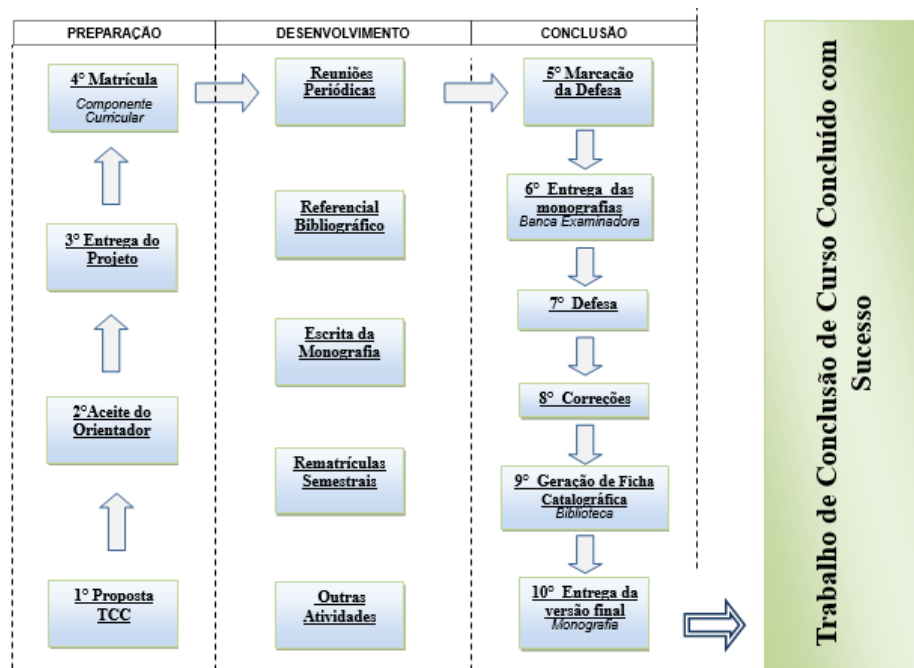 PREPARAÇÃO
DESENVOLVIMENTO
CONCLUSÃO
4° Matrícula
Componente
Curricular
3° Entrega do
Projeto
2°Aceite do
Orientador
1° Proposta
TCC
Reuniões
Periódicas
Referencial
Bibliográfico
Escrita da
Monografia
Rematrículas
Semestrais
Outras
Atividades
5° Marcação
da Defesa
6° Entrega das
monografias
Banca Examinadora
7° Defesa
8° Correções
9° Geração de Ficha
Catalográfica
Biblioteca
10° Entrega da
versão final
Monografia
Trabalho de Conclusão de Curso Concluído com
Sucesso